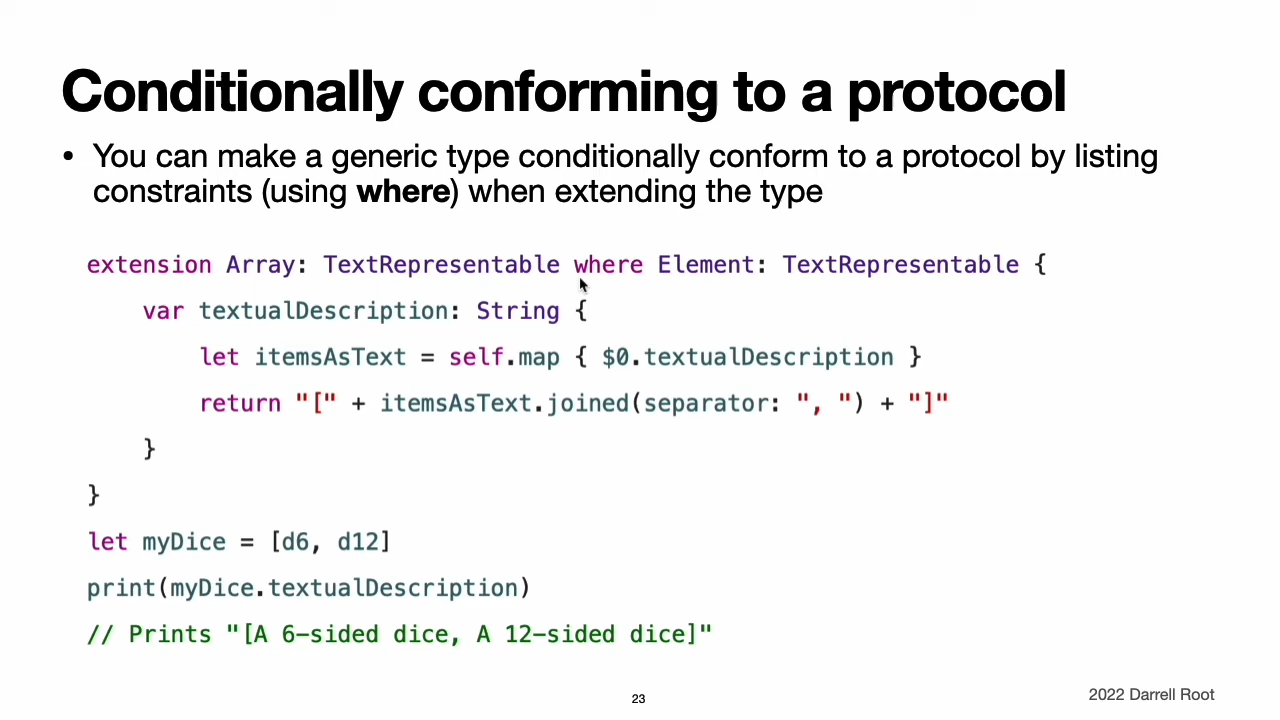 Conditionally conforming to a protocol
• You can make a generic type conditionally conform to a protocol by listing
constraints (using where) when extending the type
extension Array: TextRepresentable where Element: TextRepresentable {
    var textualDescription: String {
        let itemsAsText = self.map { $0.textualDescription }
        return "[" + itemsAsText.joined(separator: ", ") + "]"
    }
}
let myDice = [d6, d12]
print(myDice.textualDescription)
// Prints "[A 6-sided dice, A 12-sided dice]"
23
2022 Darrell Root